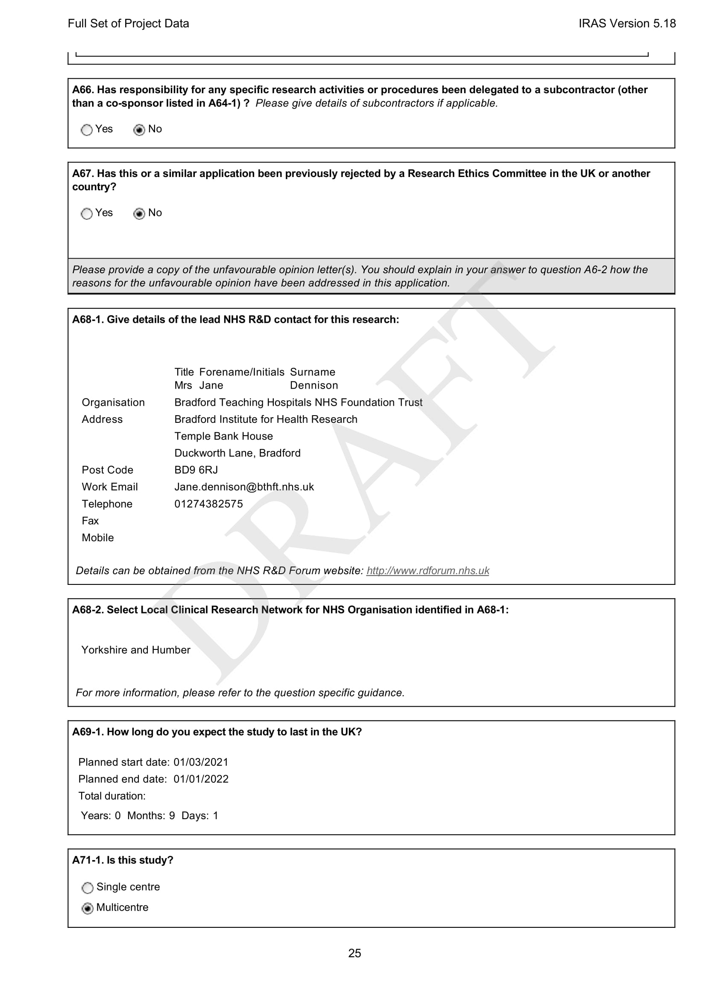 Full Set of Project Data IRAS Version 5.18
A66. Has responsibility for any specific research activities or procedures been delegated to a subcontractor (other
than a co-sponsor listed in A64-1) ? Please give details of subcontractors if applicable.
Yes No
A67. Has this or a similar application been previously rejected by a Research Ethics Committee in the UK or another
country?
Yes No
Please provide a copy of the unfavourable opinion letter(s). You should explain in your answer to question A6-2 how the
reasons for the unfavourable opinion have been addressed in this application.
A68-1. Give details of the lead NHS R&D contact for this research:
Title Forename/Initials Surname
Mrs Jane Dennison
Organisation Bradford Teaching Hospitals NHS Foundation Trust
Address Bradford Institute for Health Research
Temple Bank House
Duckworth Lane, Bradford
Post Code BD9 6RJ
Work Email Jane.dennison@bthft.nhs.uk
Telephone 01274382575
Fax
Mobile
Details can be obtained from the NHS R&D Forum website: http://www.rdforum.nhs.uk
A68-2. Select Local Clinical Research Network for NHS Organisation identified in A68-1:
Yorkshire and Humber
For more information, please refer to the question specific guidance.
A69-1. How long do you expect the study to last in the UK?
Planned start date: 01/03/2021
Planned end date: 01/01/2022
Total duration:
Years: 0 Months: 9 Days: 1
A71-1. Is this study?
Single centre
Multicentre
25
DRAFT